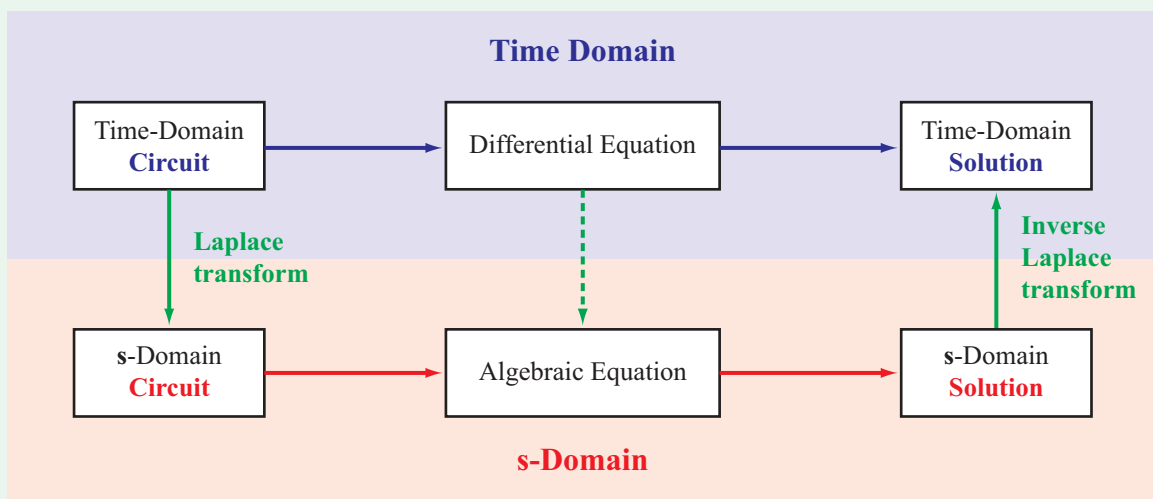 Time Domain
Time-Domain
Circuit
Differential Equation
Time-Domain
Solution
Laplace
transform
Inverse
Laplace
transform
s-Domain
Circuit
Algebraic Equation
s-Domain
Solution
s-Domain